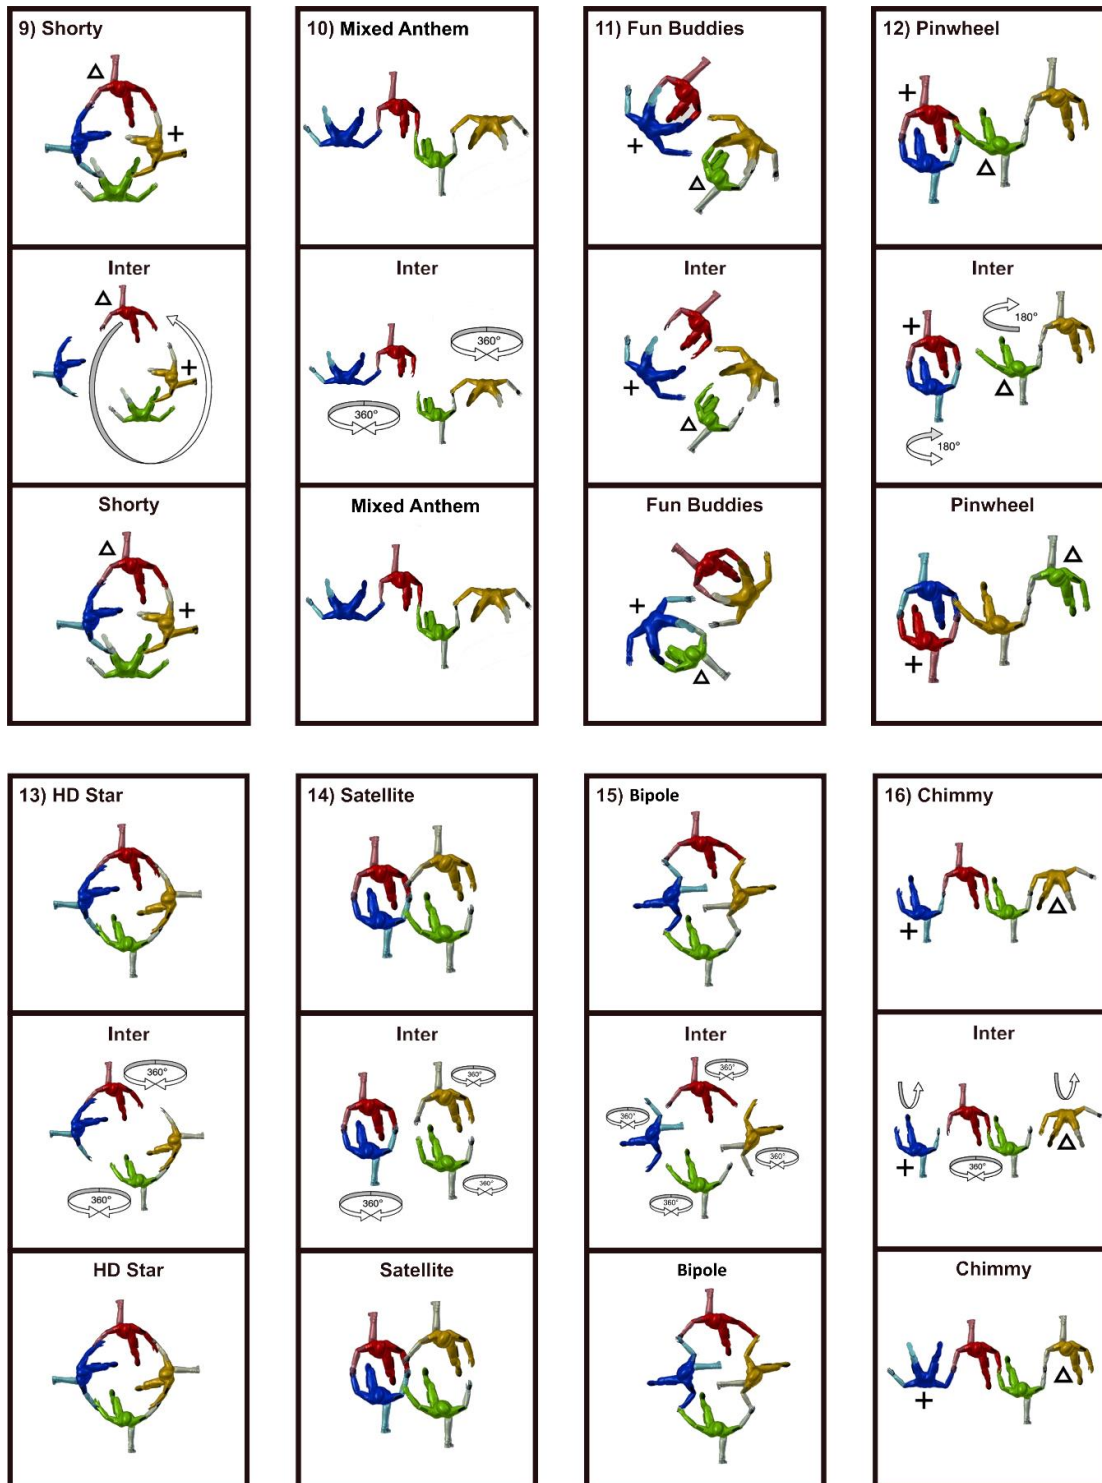 9) Shorty
Δ
+
Inter
Δ
+
Shorty
Δ
+
10) Mixed Anthem
Inter
360°
360°
Mixed Anthem
11) Fun Buddies
+
Δ
Inter
+
Δ
Fun Buddies
+
Δ
12) Pinwheel
+
Δ
Inter
+
180°
Δ
180°
Pinwheel
Δ
+
13) HD Star
Inter
360°
360°
HD Star
14) Satellite
Inter
360°
360°
360°
Satellite
15) Bipole
Inter
360°
360°
360°
360°
Bipole
16) Chimmy
+
Δ
Inter
+
360°
Δ
Chimmy
+
Δ